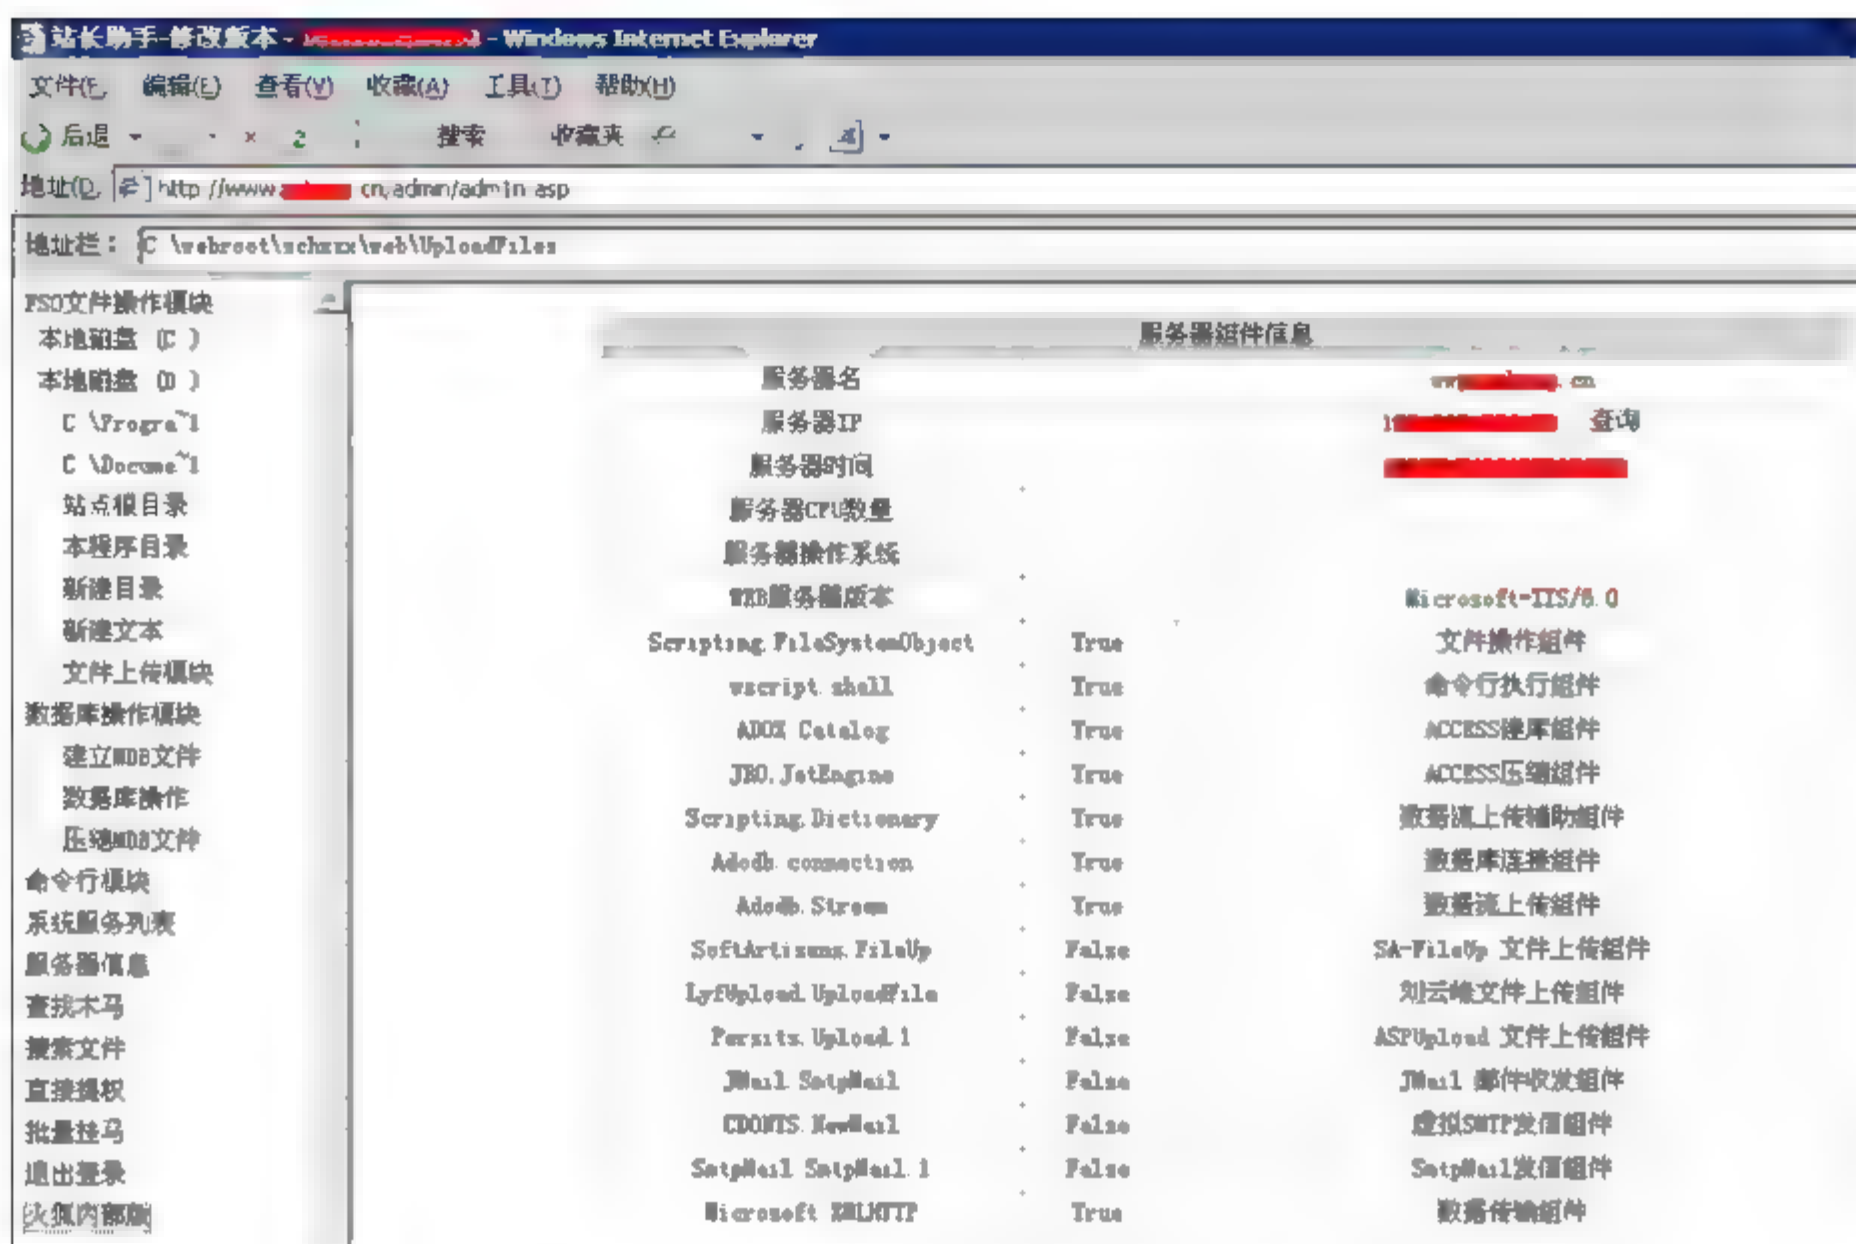 站长助手-修改版本 - - Windows Internet Explorer
文件(F) 编辑(E) 查看(V) 收藏(A) 工具(T) 帮助(H)
后退 搜索 收藏夹
地址(D) http //www. cn/admin/admin asp
地址栏： C \webroot\ \web\UploadFiles
FSO文件操作模块
本地磁盘 (C )
本地磁盘 (D )
C \Progra~1
C \Docume~1
站点根目录
本程序目录
新建目录
新建文本
文件上传模块
数据库操作模块
建立MDB文件
数据库操作
压缩MDB文件
命令行模块
系统服务列表
服务器信息
查找木马
搜索文件
直接提权
批量挂马
退出登录
火狐内部版
服务器组件信息
服务器名 cn
服务器IP 查询
服务器时间
服务器CPU数量
服务器操作系统
WEB服务器版本 Microsoft-IIS/6.0
Scripting.FileSystemObject True 文件操作组件
wscript.shell True 命令行执行组件
ADOX Catalog True ACCESS建库组件
JRO.JetEngine True ACCESS压缩组件
Scripting.Dictionary True 数据流上传辅助组件
Adodb connection True 数据库连接组件
Adodb.Stream True 数据流上传组件
SoftArtisans.FileUp False SA-FileUp 文件上传组件
LyfUpload UploadFile False 刘云峰文件上传组件
Persits.Upload.1 False ASPUpload 文件上传组件
JMail SmtpMail False JMail 邮件收发组件
CDONTS NewMail False 虚拟SMTP发信组件
SmtpMail SmtpMail.1 False SmtpMail发信组件
Microsoft XMLHTTP True 数据传输组件